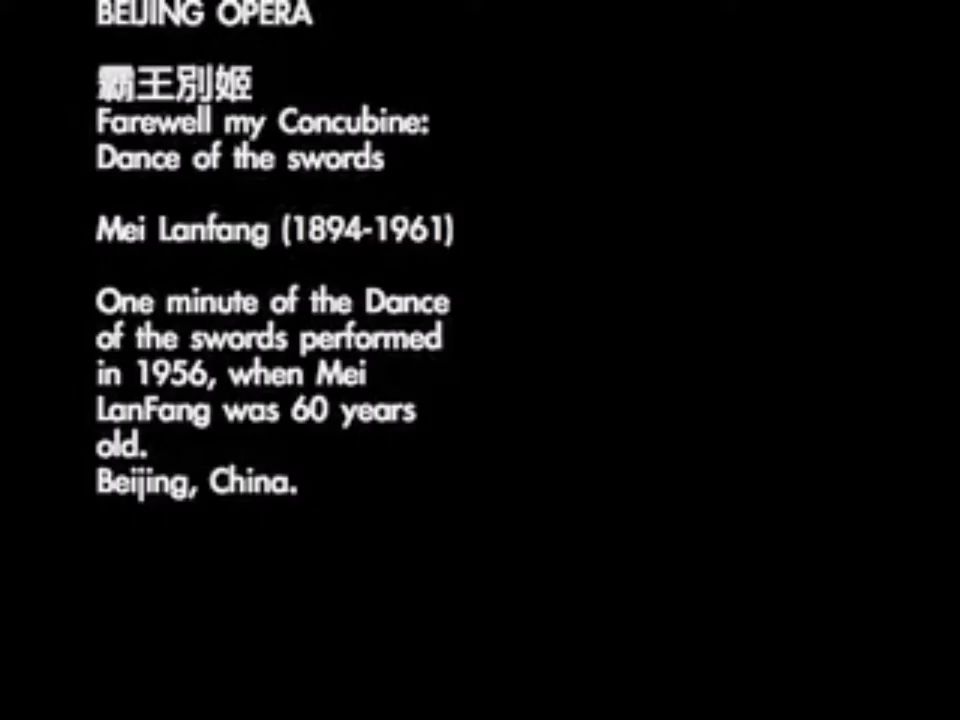 BEIJING OPERA
霸王別姬
Farewell my Concubine:
Dance of the swords
Mei Lanfang (1894-1961)
One minute of the Dance
of the swords performed
in 1956, when Mei
LanFang was 60 years
old.
Beijing, China.